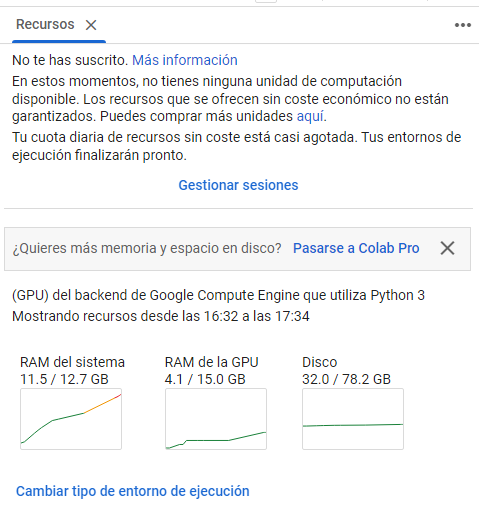 Recursos
No te has suscrito. Más información
En estos momentos, no tienes ninguna unidad de computación
disponible. Los recursos que se ofrecen sin coste económico no están
garantizados. Puedes comprar más unidades aquí.
Tu cuota diaria de recursos sin coste está casi agotada. Tus entornos de
ejecución finalizarán pronto.
Gestionar sesiones
¿Quieres más memoria y espacio en disco? Pasarse a Colab Pro
(GPU) del backend de Google Compute Engine que utiliza Python 3
Mostrando recursos desde las 16:32 a las 17:34
RAM del sistema
11.5 / 12.7 GB
RAM de la GPU
4.1 / 15.0 GB
Disco
32.0 / 78.2 GB
Cambiar tipo de entorno de ejecución